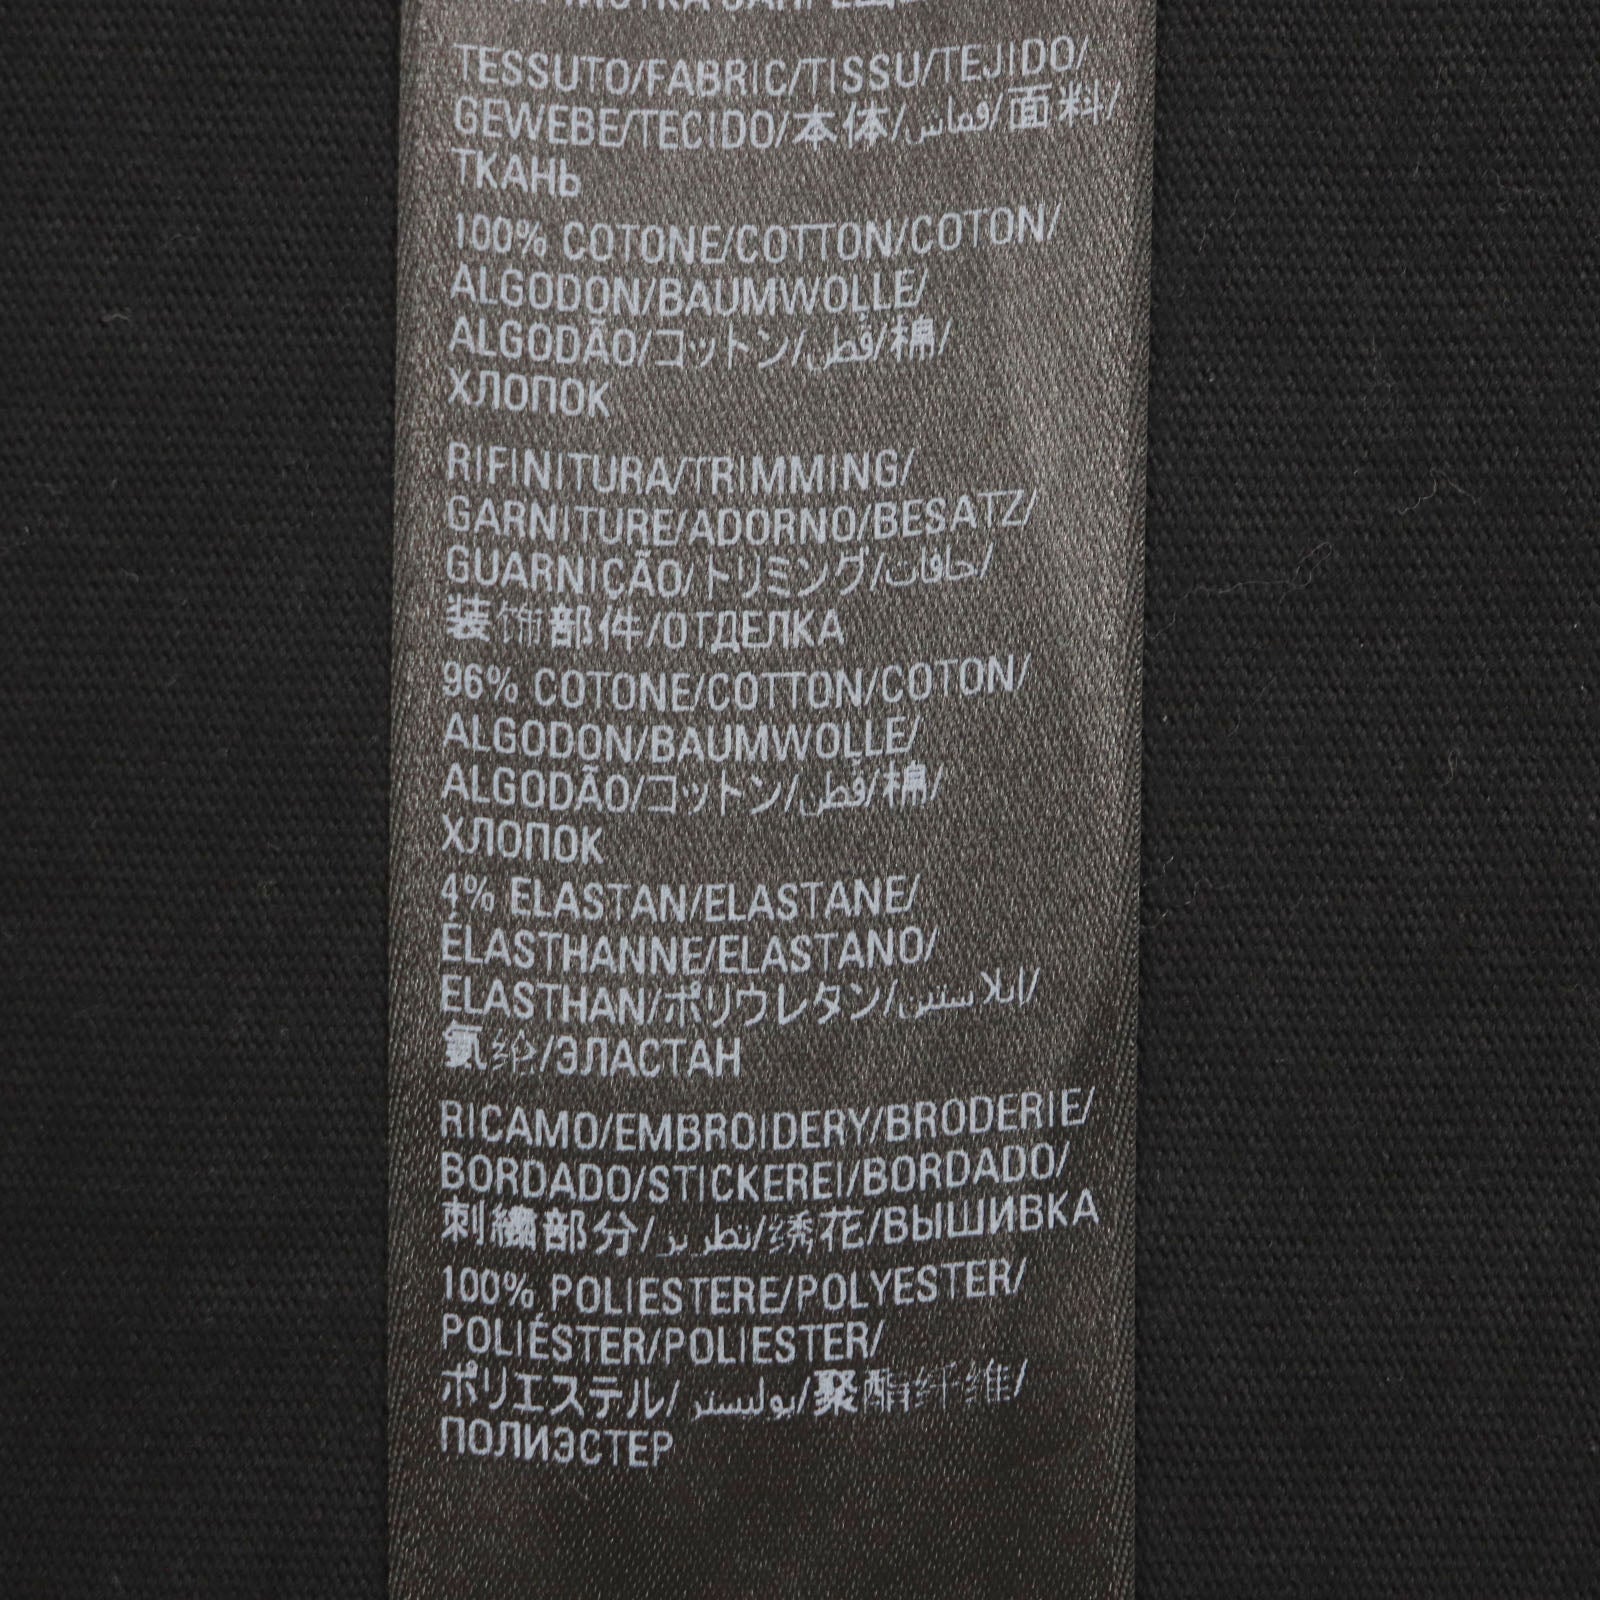 TESSUTO/FABRIC/TISSU/TEJIDO/
GEWEBE/TECIDO/本体/قماش/面料/
ТКАНЬ
100% COTONE/COTTON/COTON/
ALGODON/BAUMWOLLE/
ALGODÃO/コットン/قطن/棉/
ХЛОПОК
RIFINITURA/TRIMMING/
GARNITURE/ADORNO/BESATZ/
GUARNIÇÃO/トリミング/حافات/
装饰部件/ОТДЕЛКА
96% COTONE/COTTON/COTON/
ALGODON/BAUMWOLLE/
ALGODÃO/コットン/قطن/棉/
ХЛОПОК
4% ELASTAN/ELASTANE/
ÉLASTHANNE/ELASTANO/
ELASTHAN/ポリウレタン/ايلاستين/
氨纶/ЭЛАСТАН
RICAMO/EMBROIDERY/BRODERIE/
BORDADO/STICKEREI/BORDADO/
刺繍部分/تطريز/绣花/ВЫШИВКА
100% POLIESTERE/POLYESTER/
POLIÉSTER/POLIESTER/
ポリエステル/بوليستر/聚酯纤维/
ПОЛИЭСТЕР